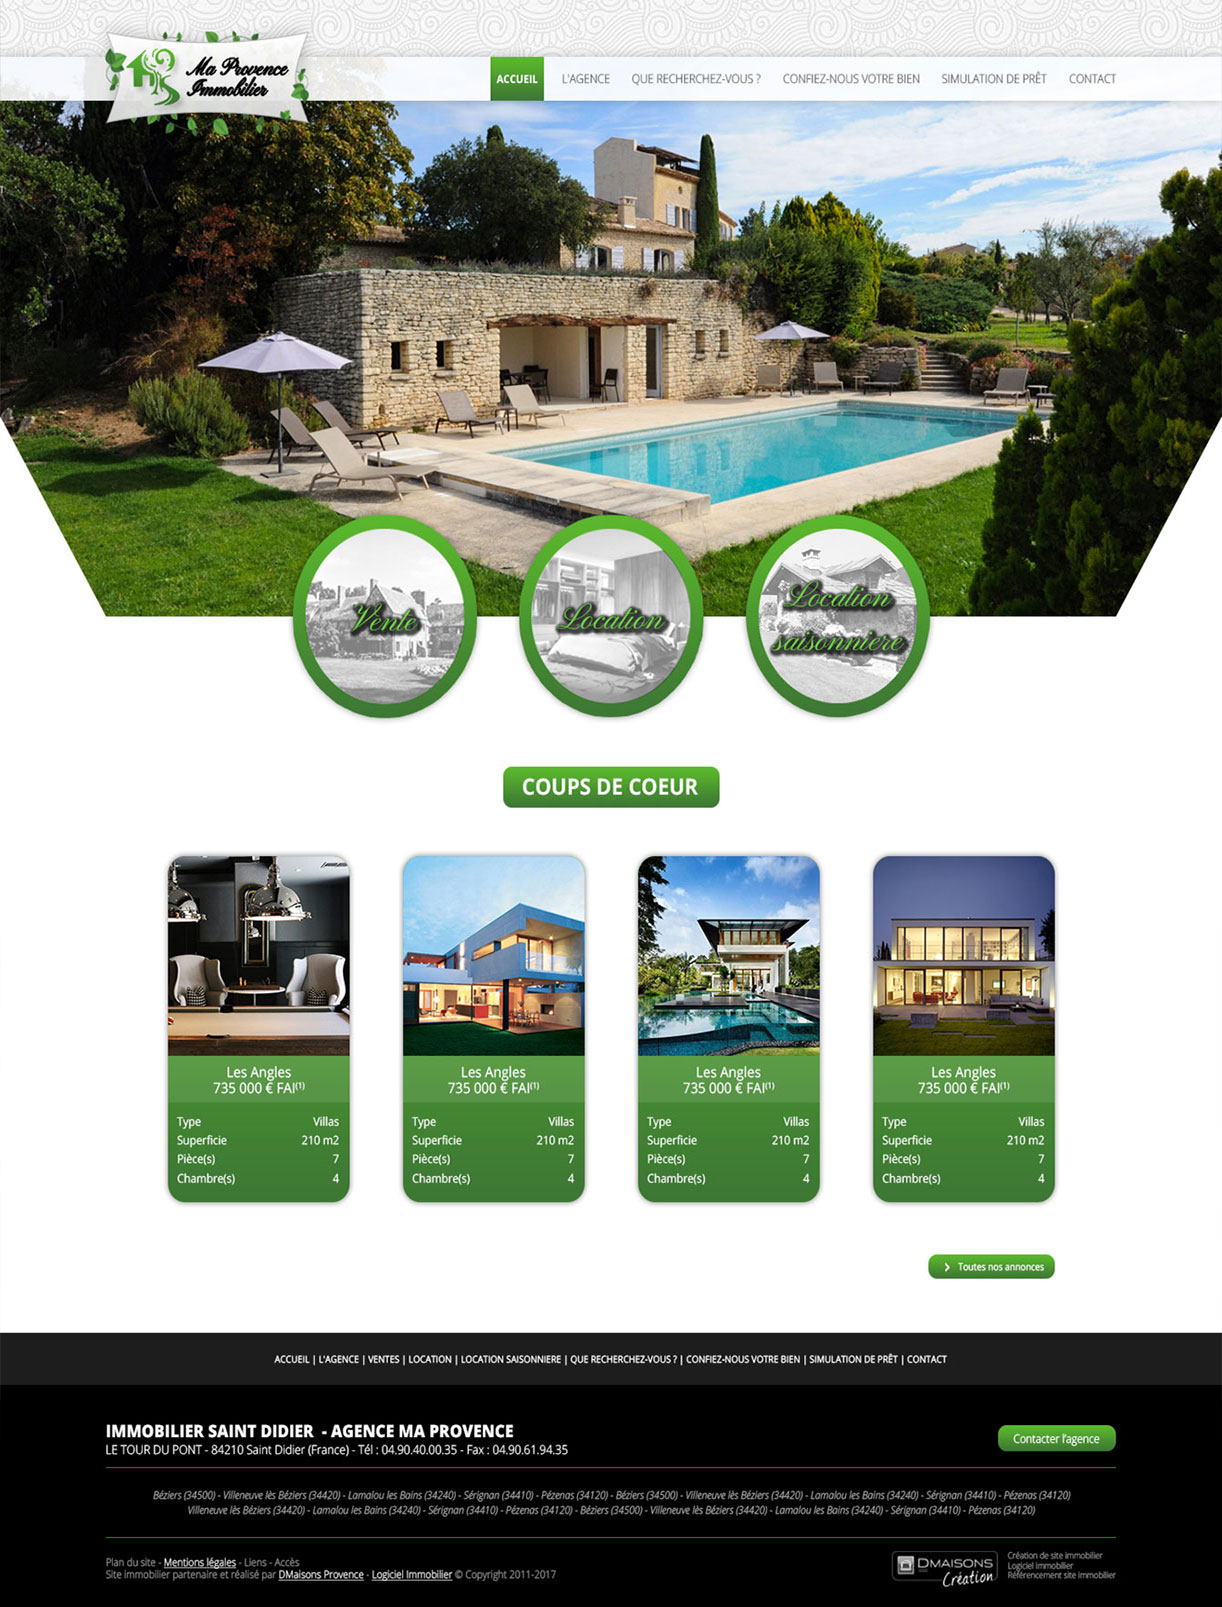 Ma Provence
Immobilier
ACCUEIL L'AGENCE QUE RECHERCHEZ-VOUS ? CONFIEZ-NOUS VOTRE BIEN SIMULATION DE PRÊT CONTACT
Vente
Location
Location
saisonniere
COUPS DE COEUR
Les Angles
735 000 € FAI(1)
Type Villas
Superficie 210 m2
Pièce(s) 7
Chambre(s) 4
Les Angles
735 000 € FAI(1)
Type Villas
Superficie 210 m2
Pièce(s) 7
Chambre(s) 4
Les Angles
735 000 € FAI(1)
Type Villas
Superficie 210 m2
Pièce(s) 7
Chambre(s) 4
Les Angles
735 000 € FAI(1)
Type Villas
Superficie 210 m2
Pièce(s) 7
Chambre(s) 4
Toutes nos annonces
ACCUEIL | L'AGENCE | VENTES | LOCATION | LOCATION SAISONNIERE | QUE RECHERCHEZ-VOUS ? | CONFIEZ-NOUS VOTRE BIEN | SIMULATION DE PRÊT | CONTACT
IMMOBILIER SAINT DIDIER - AGENCE MA PROVENCE
LE TOUR DU PONT - 84210 Saint Didier (France) - Tél : 04.90.40.00.35 - Fax : 04.90.61.94.35
Contacter l'agence
Béziers (34500) - Villeneuve lès Béziers (34420) - Lamalou les Bains (34240) - Sérignan (34410) - Pézenas (34120) - Béziers (34500) - Villeneuve lès Béziers (34420) - Lamalou les Bains (34240) - Sérignan (34410) - Pézenas (34120)
Villeneuve lès Béziers (34420) - Lamalou les Bains (34240) - Sérignan (34410) - Pézenas (34120) - Béziers (34500) - Villeneuve lès Béziers (34420) - Lamalou les Bains (34240) - Sérignan (34410) - Pézenas (34120)
Plan du site - Mentions légales - Liens - Accès
Site immobilier partenaire et réalisé par DMaisons Provence - Logiciel Immobilier © Copyright 2011-2017
DMAISONS
Création
Création de site immobilier
Logiciel immobilier
Référencement site immobilier